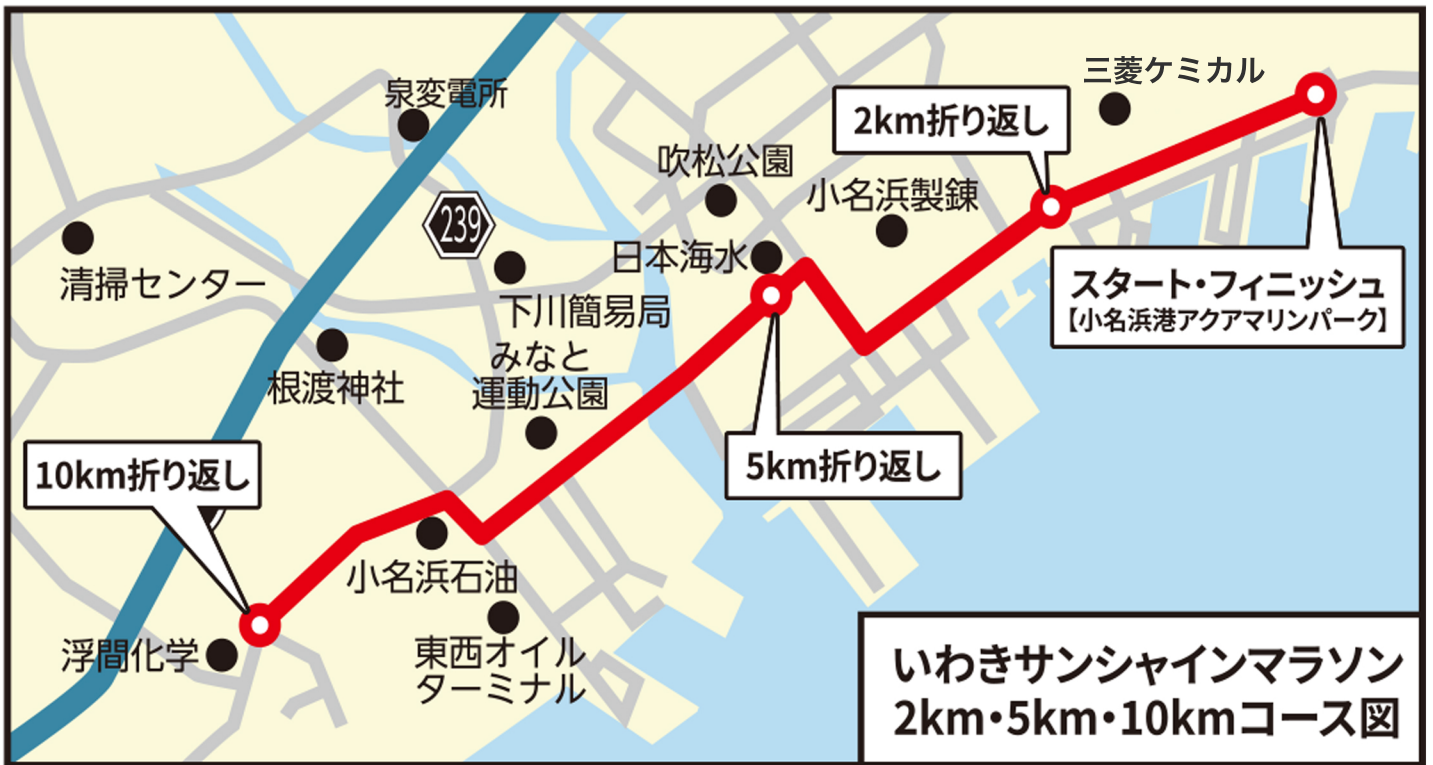 三菱ケミカル
泉変電所
2km折り返し
吹松公園
小名浜製錬
239
日本海水
清掃センター
下川簡易局
スタート・フィニッシュ
【小名浜港アクアマリンパーク】
みなと
運動公園
根渡神社
10km折り返し
5km折り返し
小名浜石油
浮間化学
東西オイル
ターミナル
いわきサンシャインマラソン
2km・5km・10kmコース図